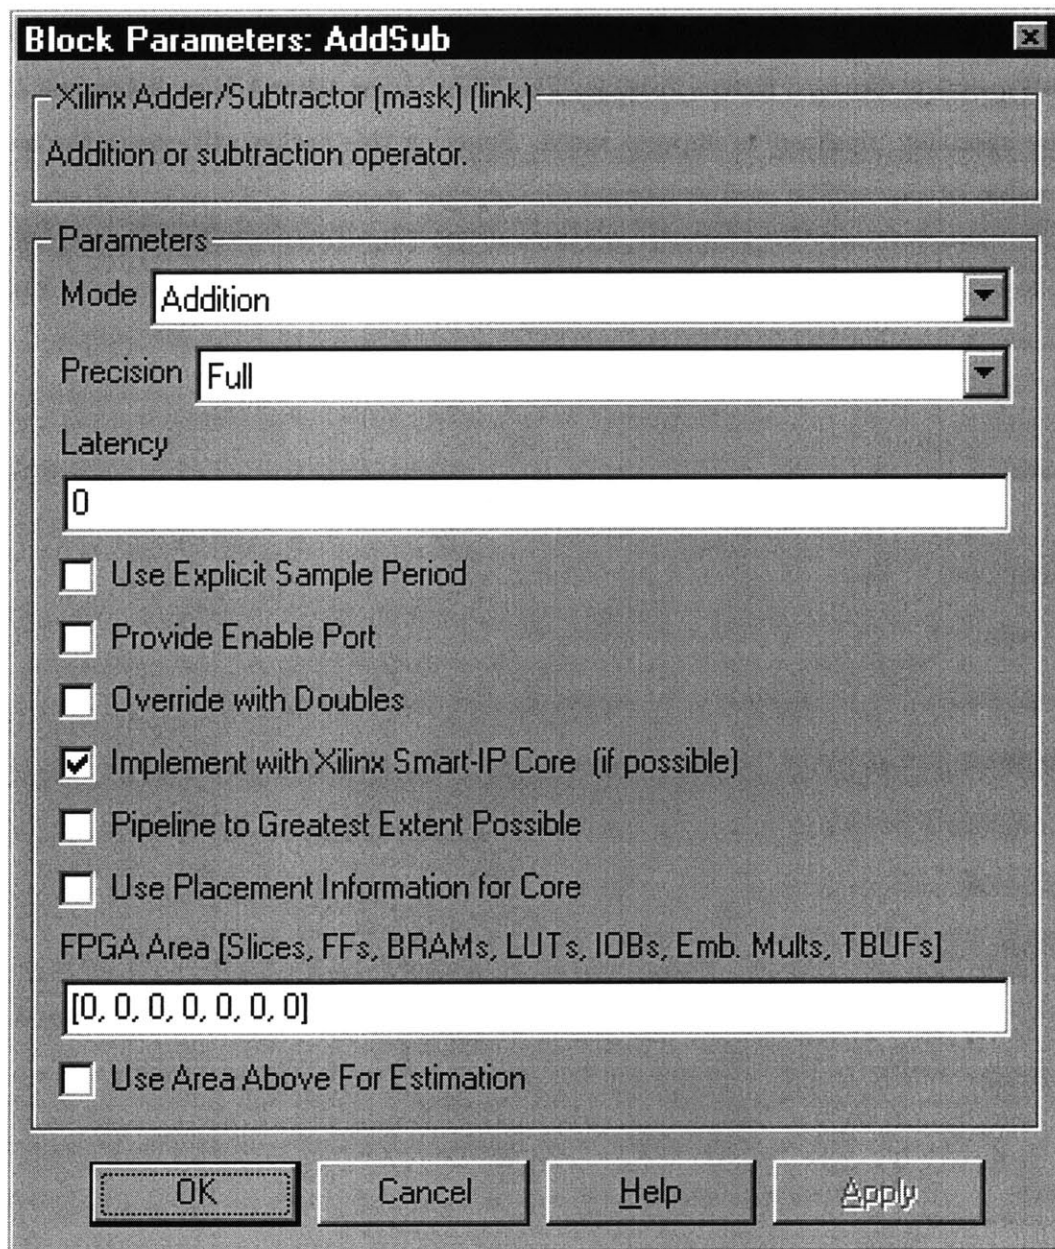 Block Parameters: AddSub
Xilinx Adder/Subtractor (mask) (link)
Addition or subtraction operator.
Parameters
Mode Addition
Precision Full
Latency
0
Use Explicit Sample Period
Provide Enable Port
Override with Doubles
Implement with Xilinx Smart-IP Core (if possible)
Pipeline to Greatest Extent Possible
Use Placement Information for Core
FPGA Area [Slices, FFs, BRAMs, LUTs, IOBs, Emb. Mults, TBUFs]
[0, 0, 0, 0, 0, 0, 0]
Use Area Above For Estimation
OK Cancel Help Apply